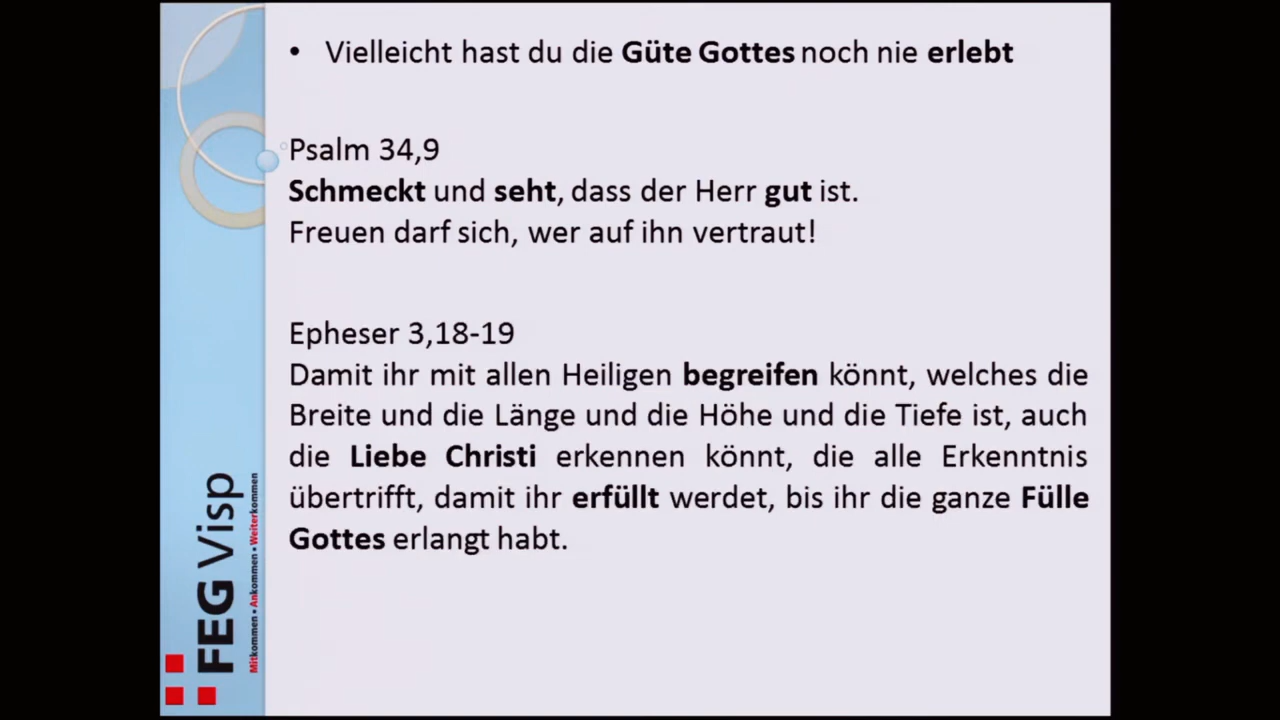 • Vielleicht hast du die Güte Gottes noch nie erlebt
Psalm 34,9
Schmeckt und seht, dass der Herr gut ist.
Freuen darf sich, wer auf ihn vertraut!
Epheser 3,18-19
Damit ihr mit allen Heiligen begreifen könnt, welches die
Breite und die Länge und die Höhe und die Tiefe ist, auch
die Liebe Christi erkennen könnt, die alle Erkenntnis
übertrifft, damit ihr erfüllt werdet, bis ihr die ganze Fülle
Gottes erlangt habt.
FEG Visp
Mitkommen • Ankommen • Weiterkommen